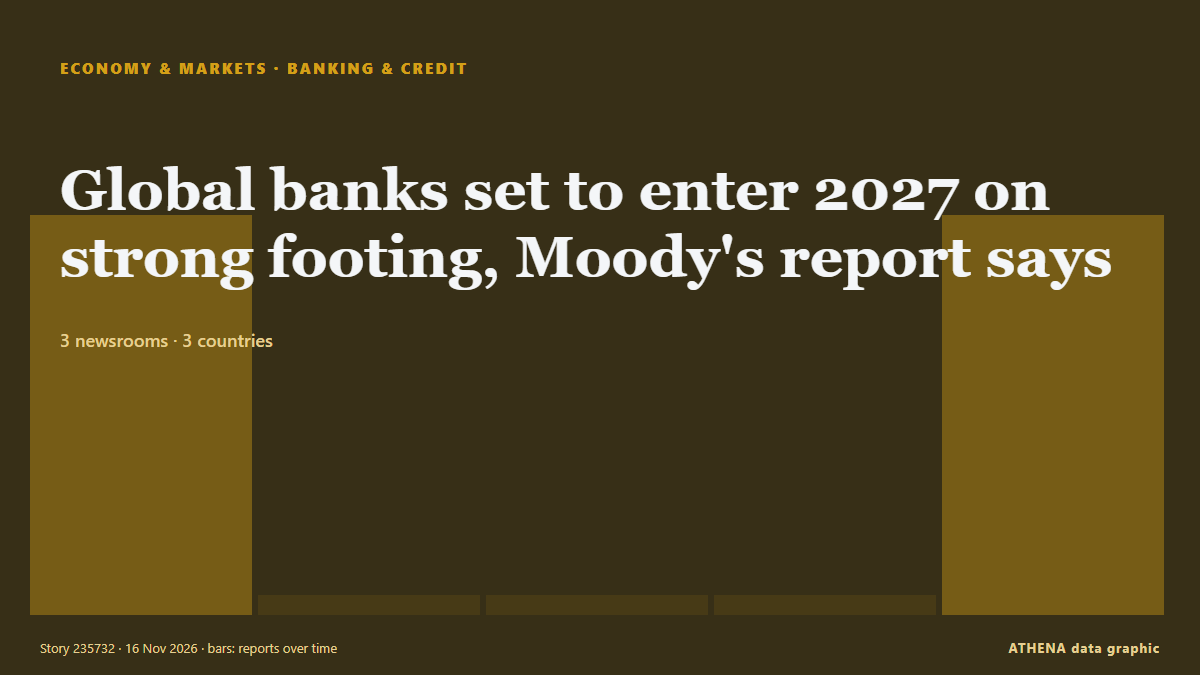 ECONOMY & MARKETS · BANKING & CREDIT
Global banks set to enter 2027 on
strong footing, Moody's report says
3 newsrooms · 3 countries
Story 235732 · 16 Nov 2026 · bars: reports over time
ATHENA data graphic